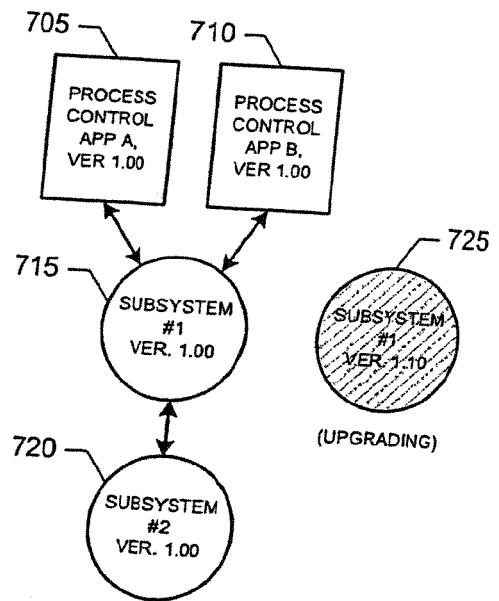 705
710
PROCESS
CONTROL
APP A,
VER 1.00
PROCESS
CONTROL
APP B,
VER 1.00
715
SUBSYSTEM
#1
VER. 1.00
725
SUBSYSTEM
#1
VER. 1.10
(UPGRADING)
720
SUBSYSTEM
#2
VER. 1.00